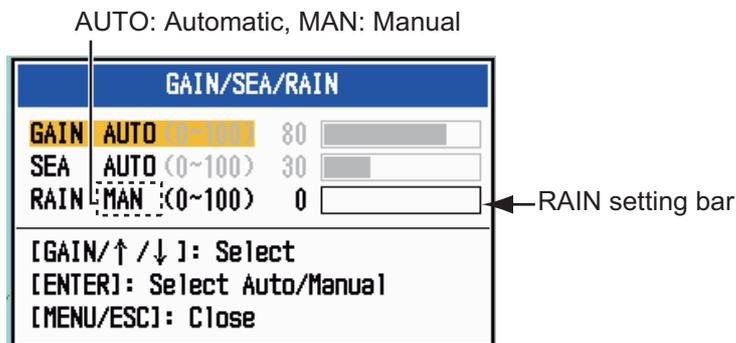 AUTO: Automatic, MAN: Manual
GAIN/SEA/RAIN
GAIN AUTO (0~100) 80
SEA AUTO (0~100) 30
RAIN MAN (0~100) 0
RAIN setting bar
[GAIN/↑/↓]: Select
[ENTER]: Select Auto/Manual
[MENU/ESC]: Close